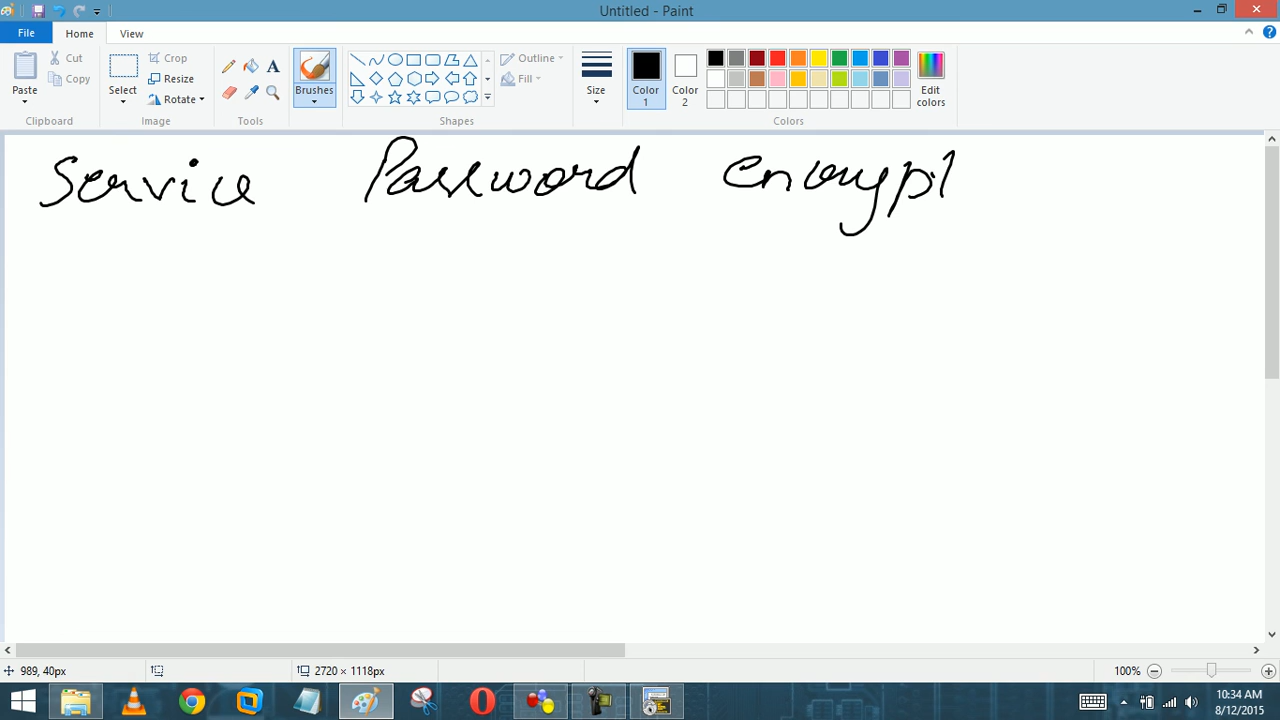 Untitled - Paint
File
Home
View
Paste
Cut
Copy
Clipboard
Select
Crop
Resize
Rotate
Image
Tools
Brushes
Shapes
Outline
Fill
Size
Color 1
Color 2
Colors
Edit colors
Service Password encrypt
989, 40px
2720 × 1118px
100%
10:34 AM
8/12/2015